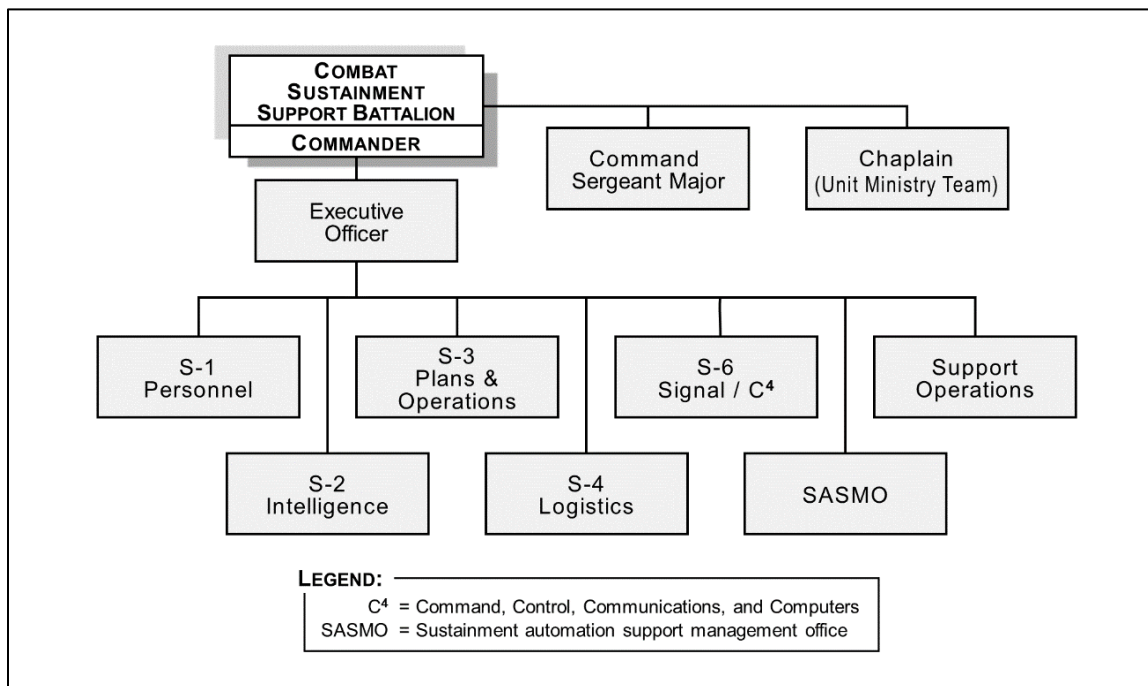 COMBAT
SUSTAINMENT
SUPPORT BATTALION
COMMANDER
Command
Sergeant Major
Chaplain
(Unit Ministry Team)
Executive
Officer
S-1
Personnel
S-3
Plans &
Operations
S-6
Signal / C⁴
Support
Operations
S-2
Intelligence
S-4
Logistics
SASMO
LEGEND:
C⁴ = Command, Control, Communications, and Computers
SASMO = Sustainment automation support management office